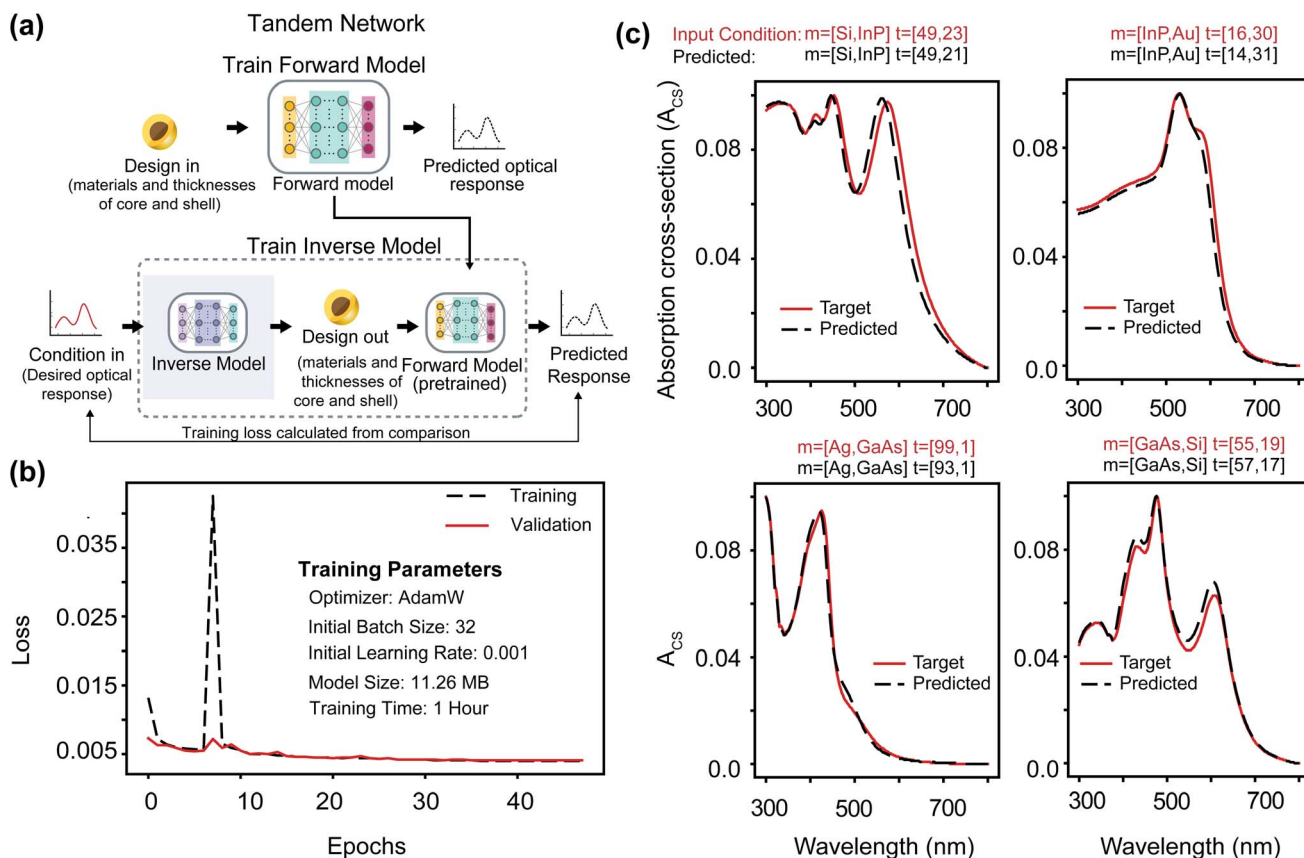 (a)
Tandem Network
Train Forward Model
Design in
(materials and thicknesses
of core and shell)
Forward model
Predicted optical
response
Train Inverse Model
Condition in
(Desired optical
response)
Inverse Model
Design out
(materials and
thicknesses of
core and shell)
Forward Model
(pretrained)
Predicted
Response
Training loss calculated from comparison
(b)
Training
Validation
Training Parameters
Optimizer: AdamW
Initial Batch Size: 32
Initial Learning Rate: 0.001
Model Size: 11.26 MB
Training Time: 1 Hour
Loss
0.035
0.025
0.015
0.005
0
10
20
30
40
Epochs
(c)
Input Condition: m=[Si,InP] t=[49,23]
Predicted: m=[Si,InP] t=[49,21]
Absorption cross-section (A_CS)
0.08
0.04
0.0
Target
Predicted
300
500
700
m=[InP,Au] t=[16,30]
m=[InP,Au] t=[14,31]
0.08
0.04
0.0
Target
Predicted
300
500
700
m=[Ag,GaAs] t=[99,1]
m=[Ag,GaAs] t=[93,1]
A_CS
0.08
0.04
0.0
Target
Predicted
300
500
700
Wavelength (nm)
m=[GaAs,Si] t=[55,19]
m=[GaAs,Si] t=[57,17]
0.08
0.04
0.0
Target
Predicted
300
500
700
Wavelength (nm)